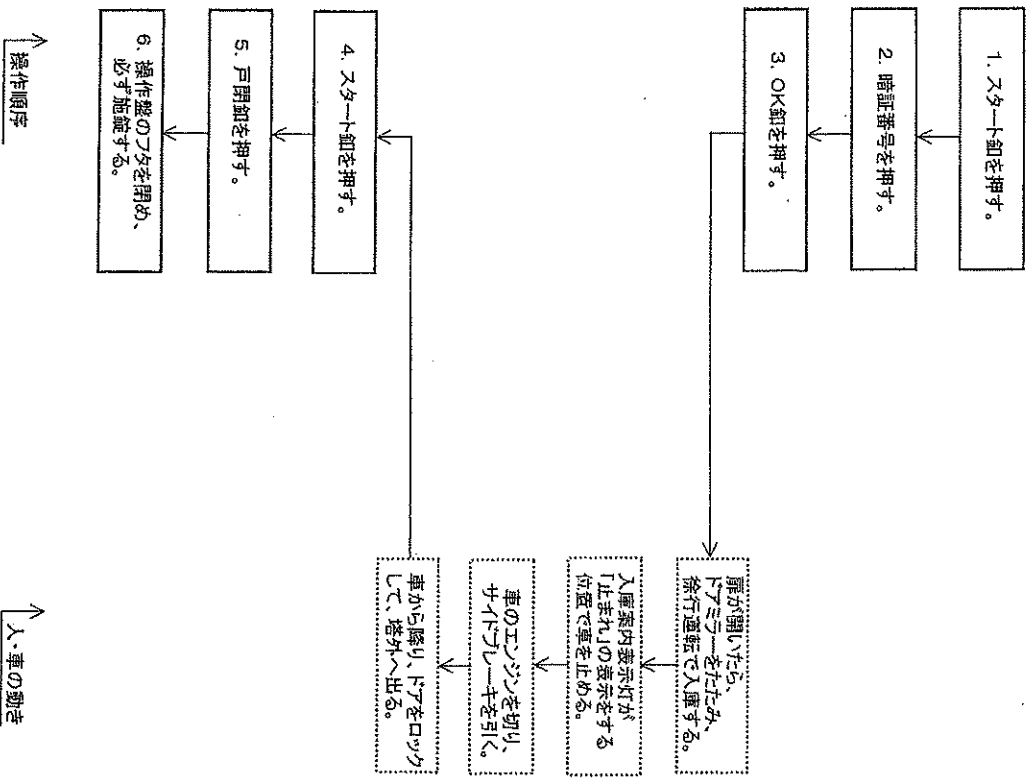 1. スタート釦を押す。
2. 暗証番号を押す。
3. OK釦を押す。
扉が開いたら、
ドアミラーをたたみ、
徐行運転で入庫する。
入庫案内表示灯が
「止まれ」の表示をする
位置で車を止める。
車のエンジンを切り、
サイドブレーキを引く。
車から降り、ドアをロック
して、塔外へ出る。
4. スタート釦を押す。
5. 戸閉釦を押す。
6. 操作盤のフタを閉め、
必ず施錠する。
操作順序
人・車の動き